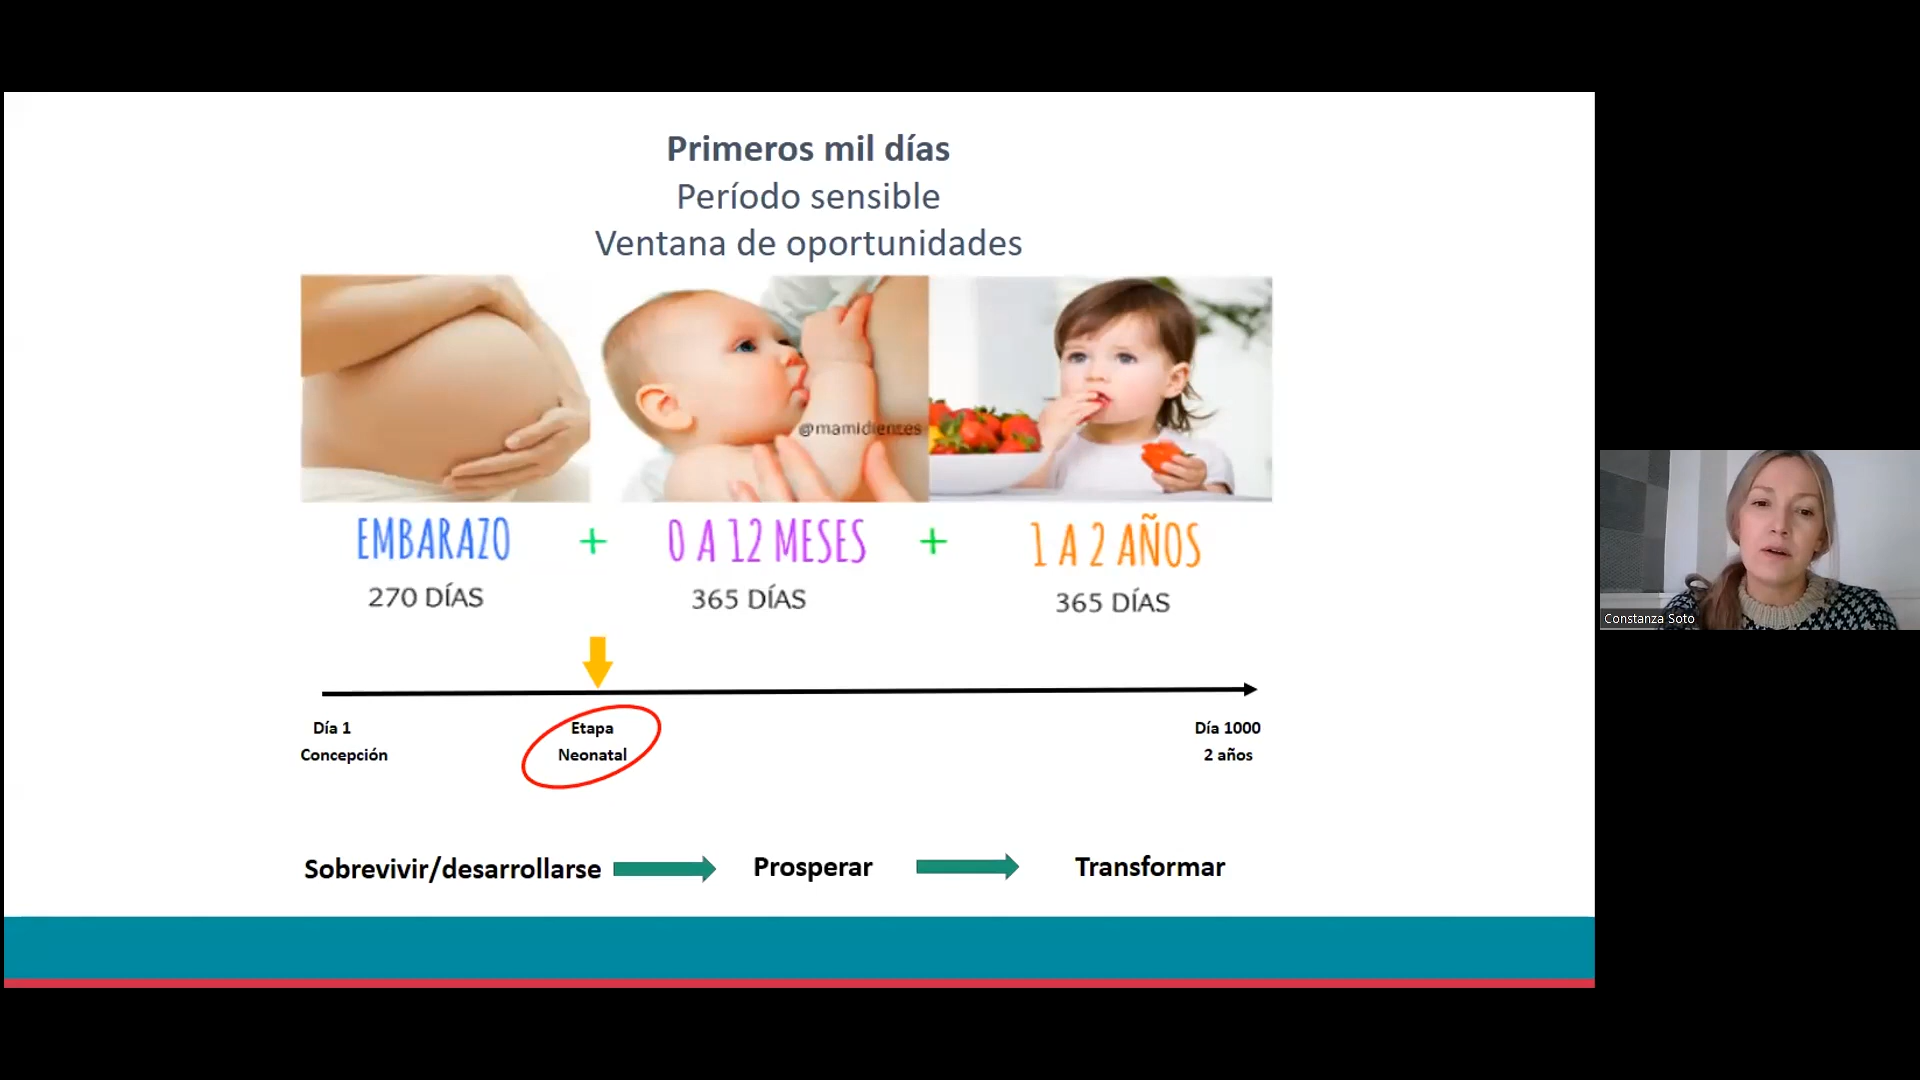 Primeros mil días
Período sensible
Ventana de oportunidades
@mamidientes
EMBARAZO + 0 A 12 MESES + 1 A 2 AÑOS
270 DÍAS 365 DÍAS 365 DÍAS
Día 1 Etapa Día 1000
Concepción Neonatal 2 años
Sobrevivir/desarrollarse Prosperar Transformar
Constanza Soto